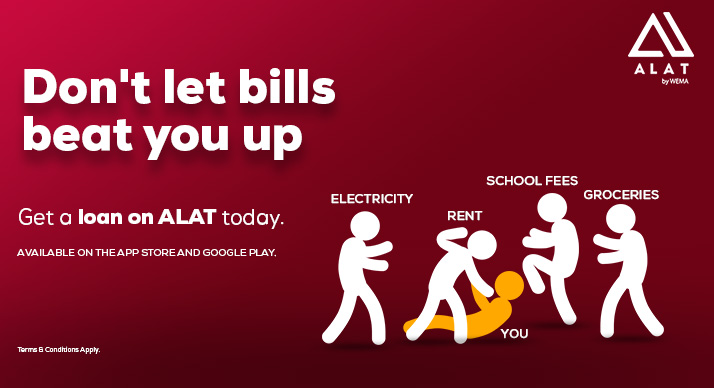 ALAT
by WEMA
Don't let bills
beat you up
Get a loan on ALAT today.
AVAILABLE ON THE APP STORE AND GOOGLE PLAY.
ELECTRICITY
RENT
SCHOOL FEES
GROCERIES
YOU
Terms & Conditions Apply.